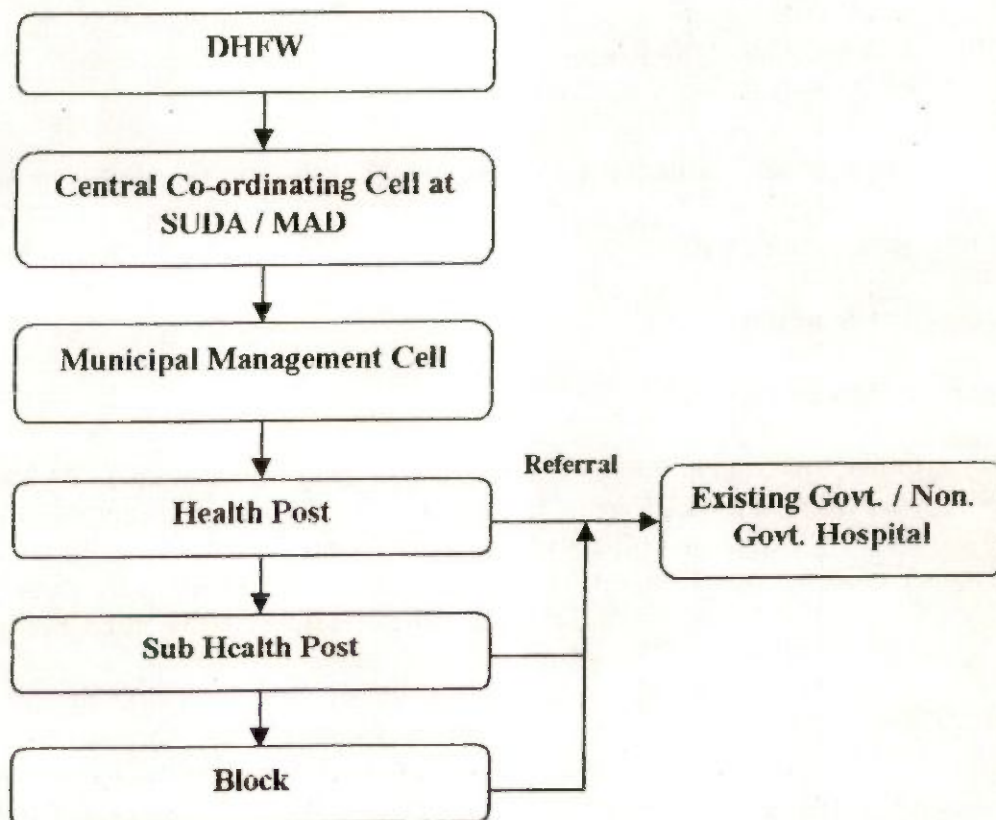 DHFW
Central Co-ordinating Cell at
SUDA / MAD
Municipal Management Cell
Referral
Health Post
Existing Govt. / Non.
Govt. Hospital
Sub Health Post
Block